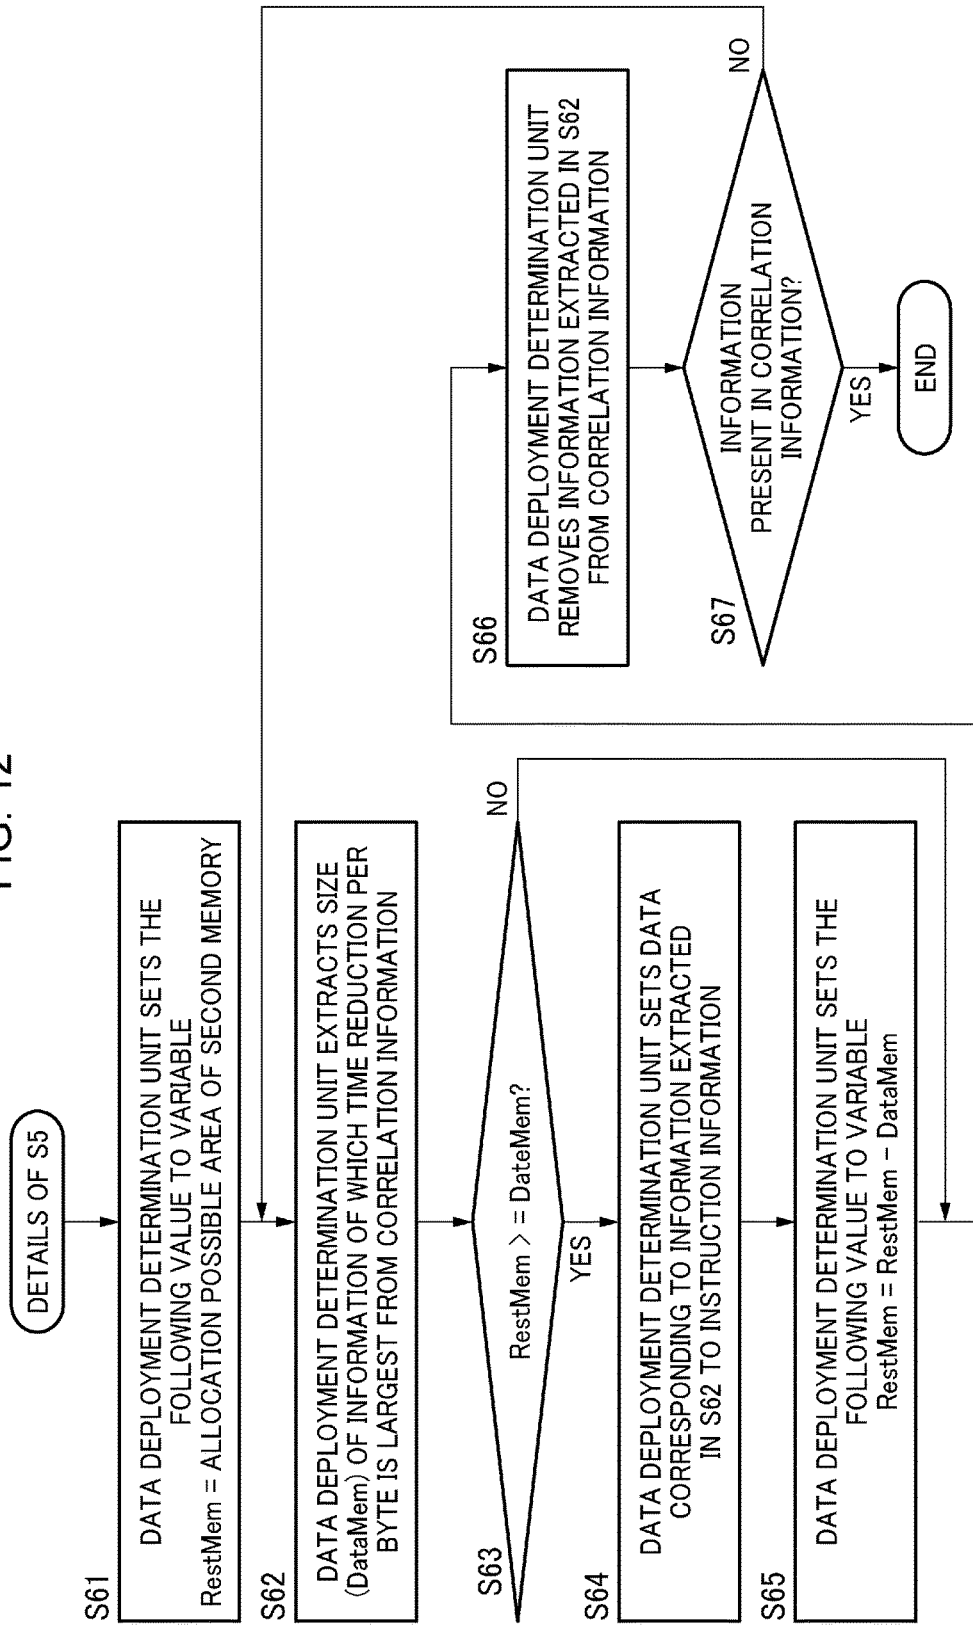 FIG. 12
DETAILS OF S5
S61
DATA DEPLOYMENT DETERMINATION UNIT SETS THE
FOLLOWING VALUE TO VARIABLE
RestMem = ALLOCATION POSSIBLE AREA OF SECOND MEMORY
S62
DATA DEPLOYMENT DETERMINATION UNIT EXTRACTS SIZE
(DataMem) OF INFORMATION OF WHICH TIME REDUCTION PER
BYTE IS LARGEST FROM CORRELATION INFORMATION
S63
RestMem > = DateMem?
NO
YES
S64
DATA DEPLOYMENT DETERMINATION UNIT SETS DATA
CORRESPONDING TO INFORMATION EXTRACTED
IN S62 TO INSTRUCTION INFORMATION
S65
DATA DEPLOYMENT DETERMINATION UNIT SETS THE
FOLLOWING VALUE TO VARIABLE
RestMem = RestMem - DataMem
S66
DATA DEPLOYMENT DETERMINATION UNIT
REMOVES INFORMATION EXTRACTED IN S62
FROM CORRELATION INFORMATION
S67
INFORMATION
PRESENT IN CORRELATION
INFORMATION?
NO
YES
END